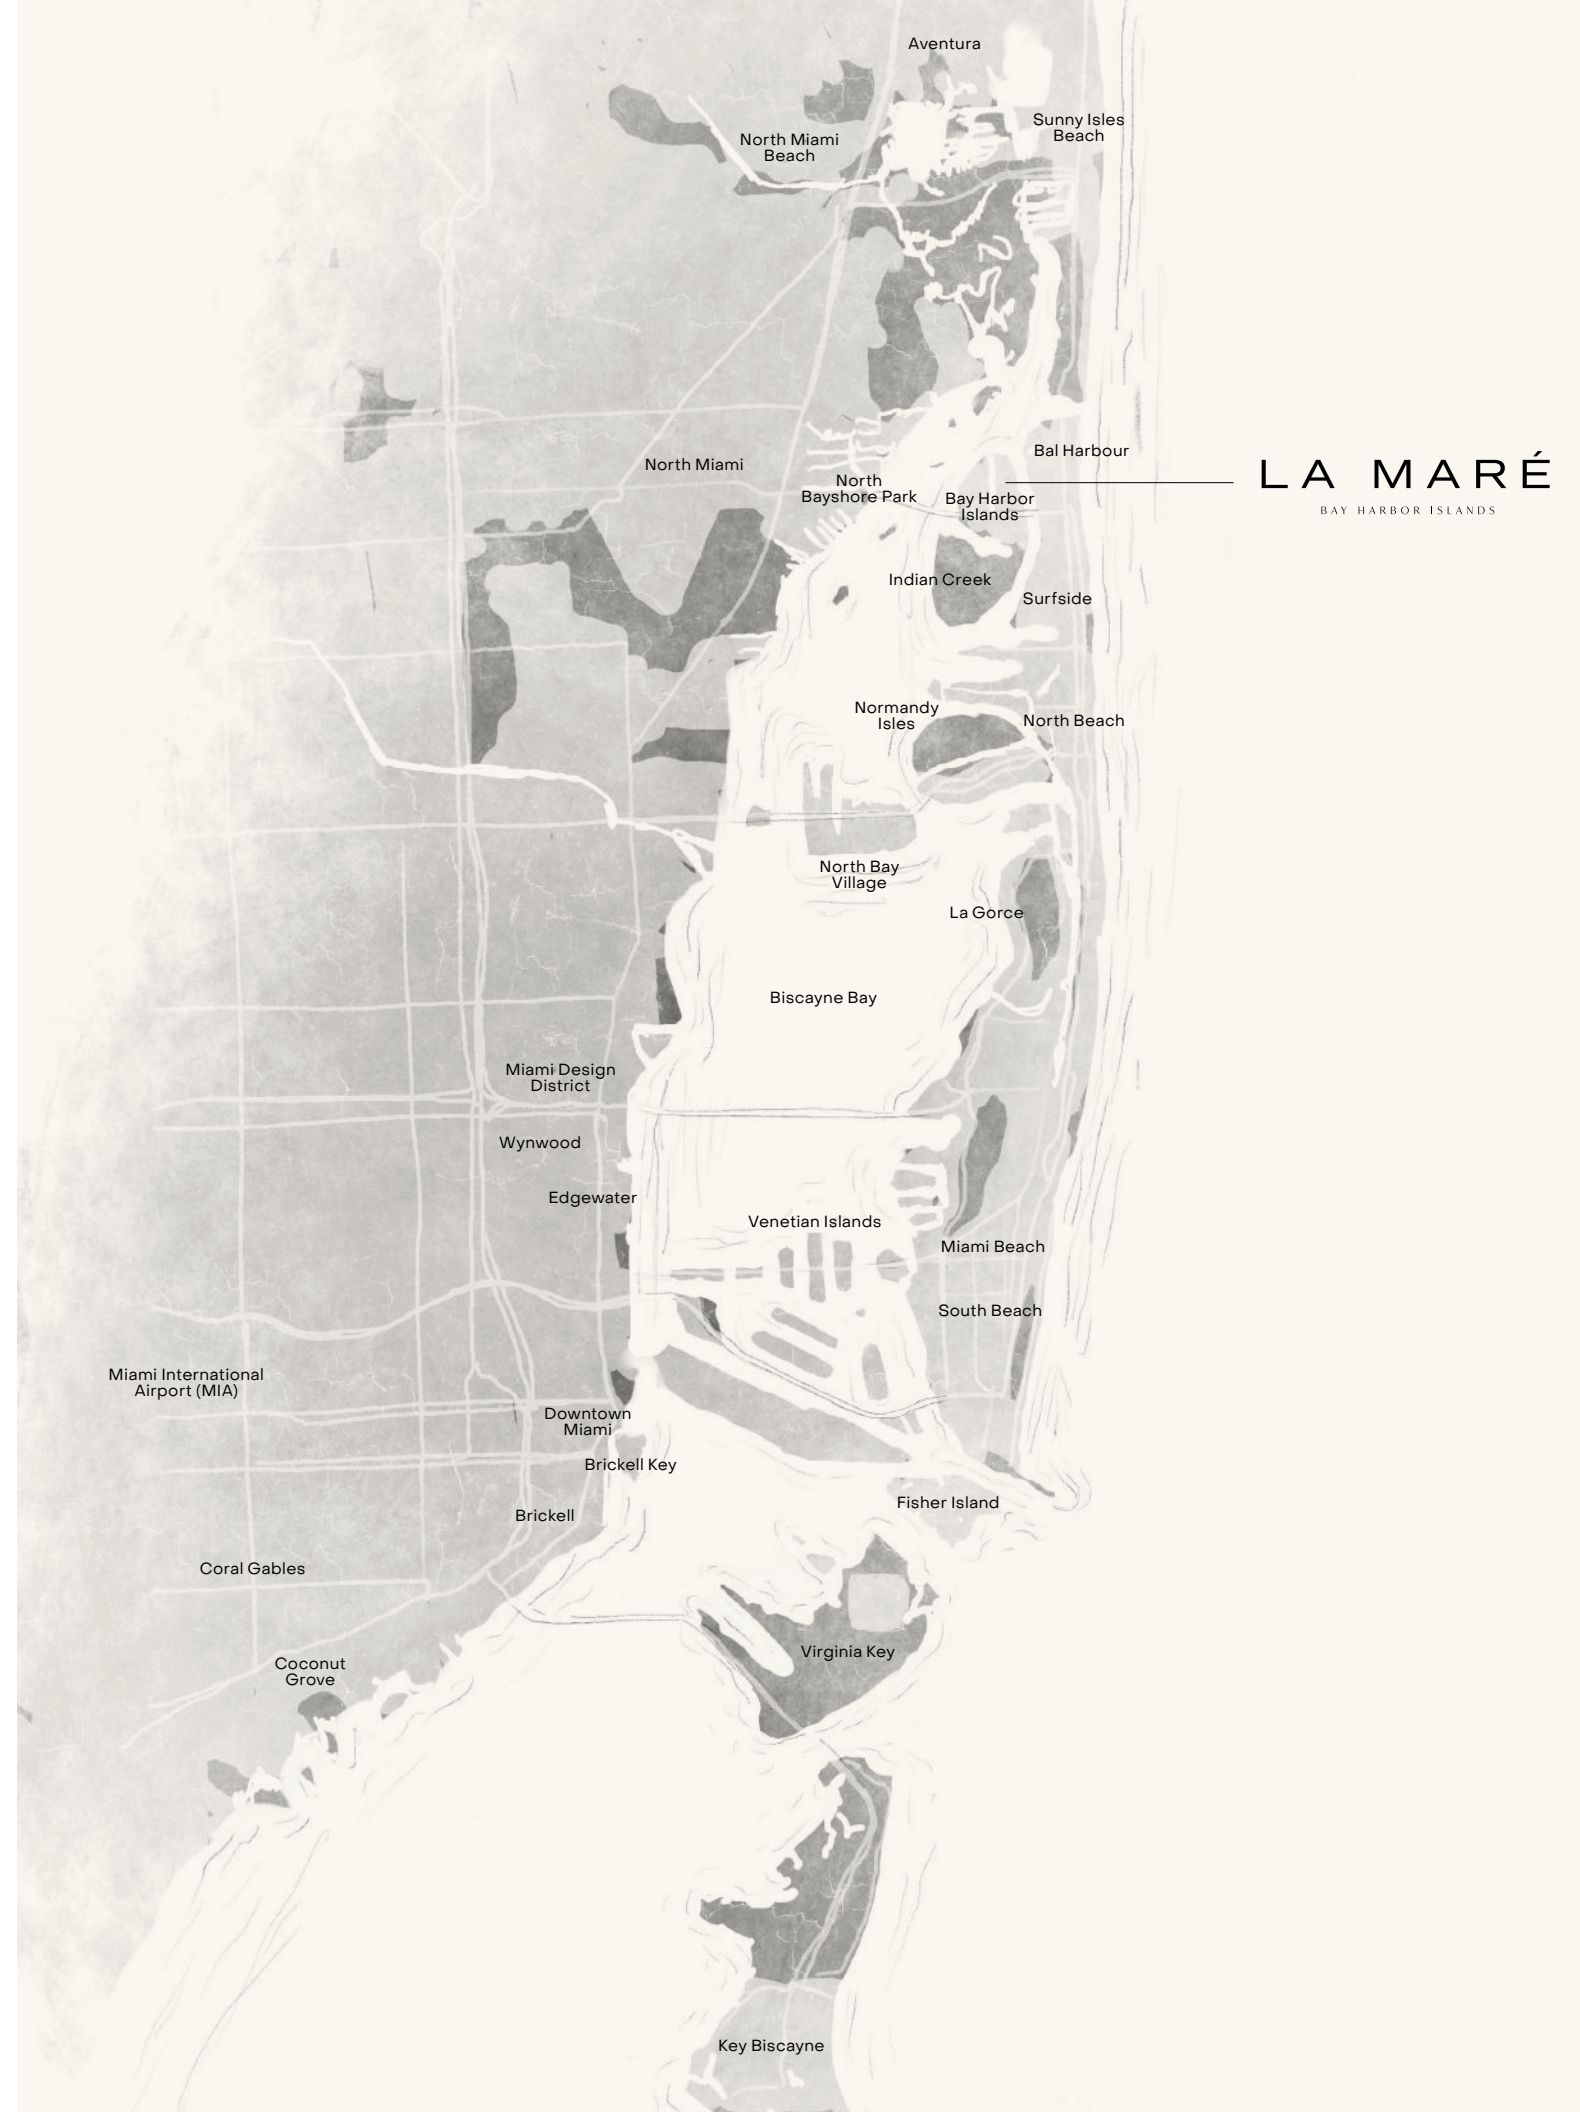 Aventura
Sunny Isles
Beach
North Miami
Beach
Bal Harbour
North Miami
LA MARÉ
BAY HARBOR ISLANDS
North
Bayshore Park
Bay Harbor
Islands
Indian Creek
Surfside
Normandy
Isles
North Beach
North Bay
Village
La Gorce
Biscayne Bay
Miami Design
District
Wynwood
Edgewater
Venetian Islands
Miami Beach
South Beach
Miami International
Airport (MIA)
Downtown
Miami
Brickell Key
Fisher Island
Brickell
Coral Gables
Virginia Key
Coconut
Grove
Key Biscayne